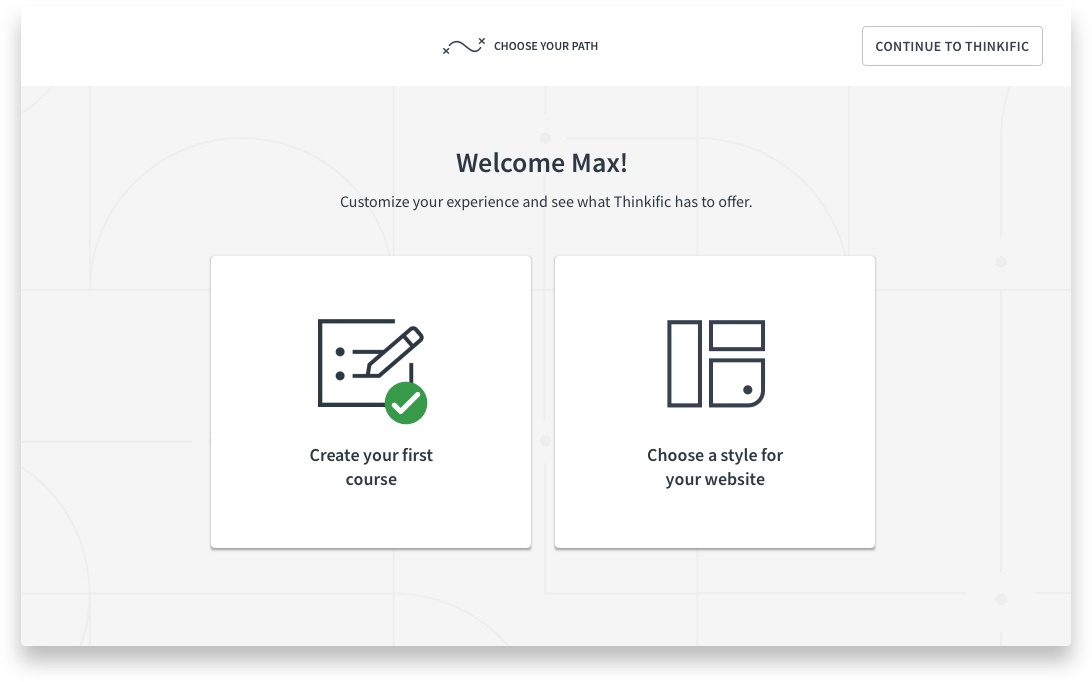 CHOOSE YOUR PATH
CONTINUE TO THINKIFIC
Welcome Max!
Customize your experience and see what Thinkific has to offer.
Create your first
course
Choose a style for
your website